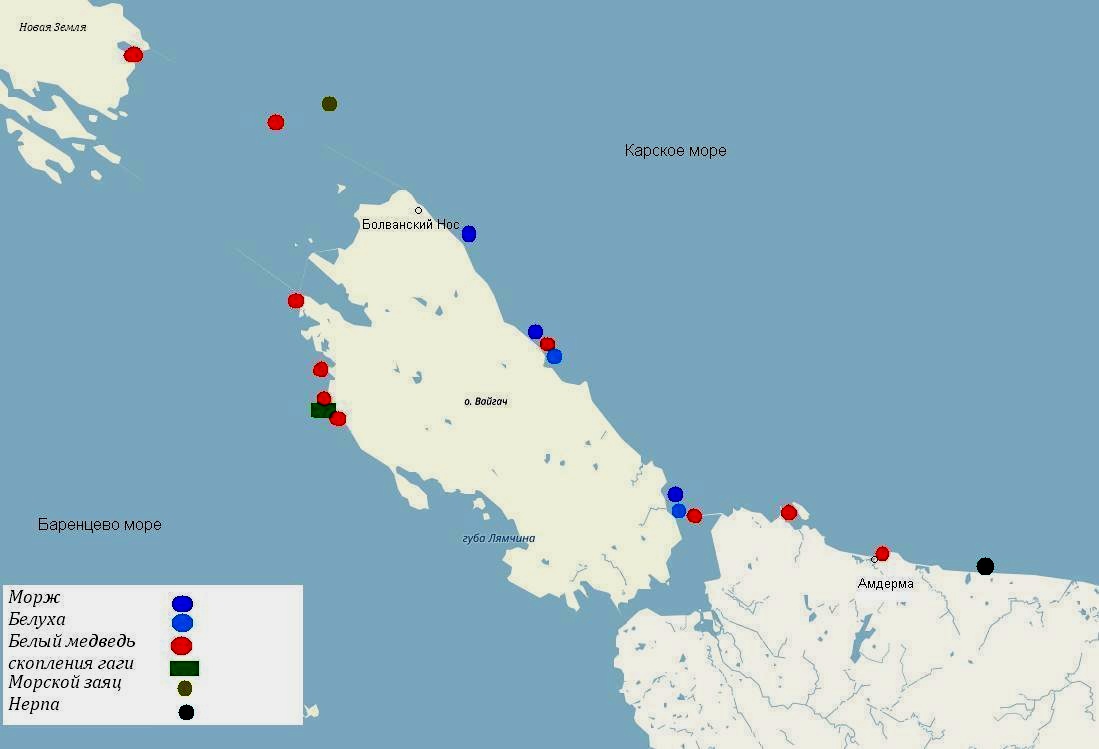 Новая Земля
Карское море
Болванский Нос
о. Вайгач
Баренцево море
губа Лямчина
Амдерма
Морж
Белуха
Белый медведь
скопления гаги
Морской заяц
Нерпа